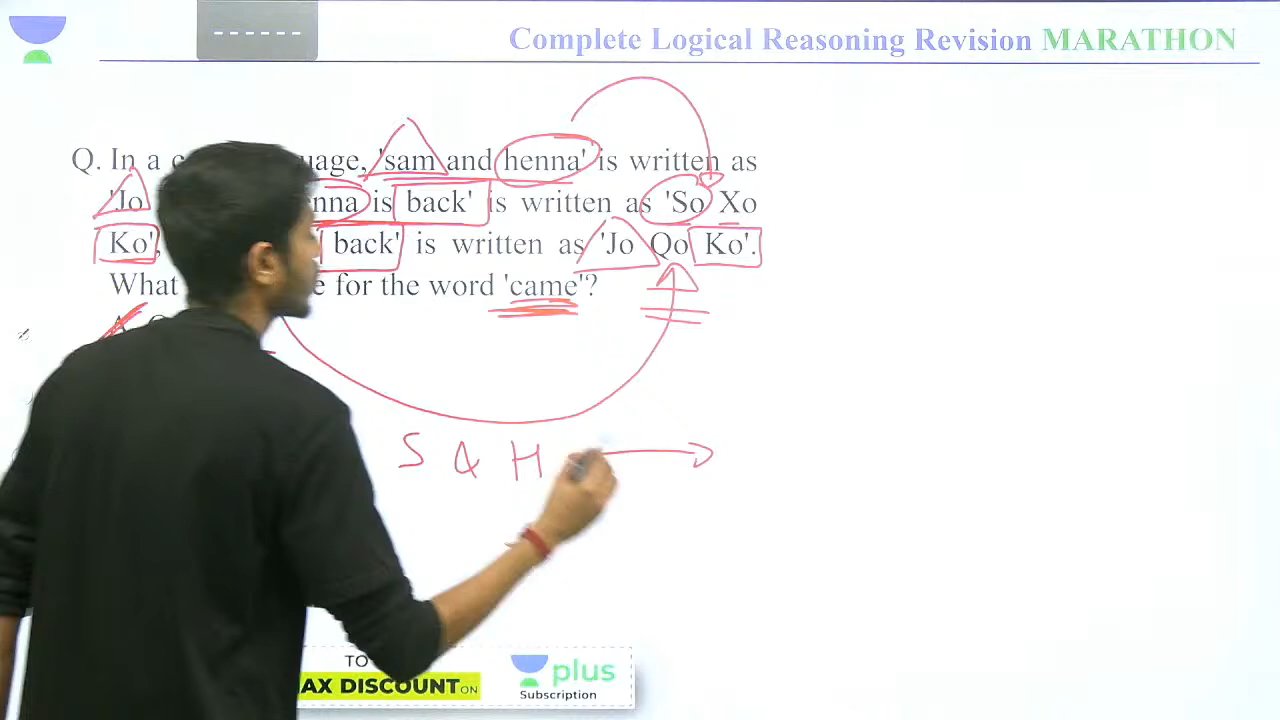 Complete Logical Reasoning Revision MARATHON
Q. In a uage, 'sam and henna' is written as
'Jo nna is back' is written as 'So Xo
Ko', back' is written as 'Jo Qo Ko'.
What e for the word 'came'?
A.
S & H
TO
AX DISCOUNT ON
plus
Subscription